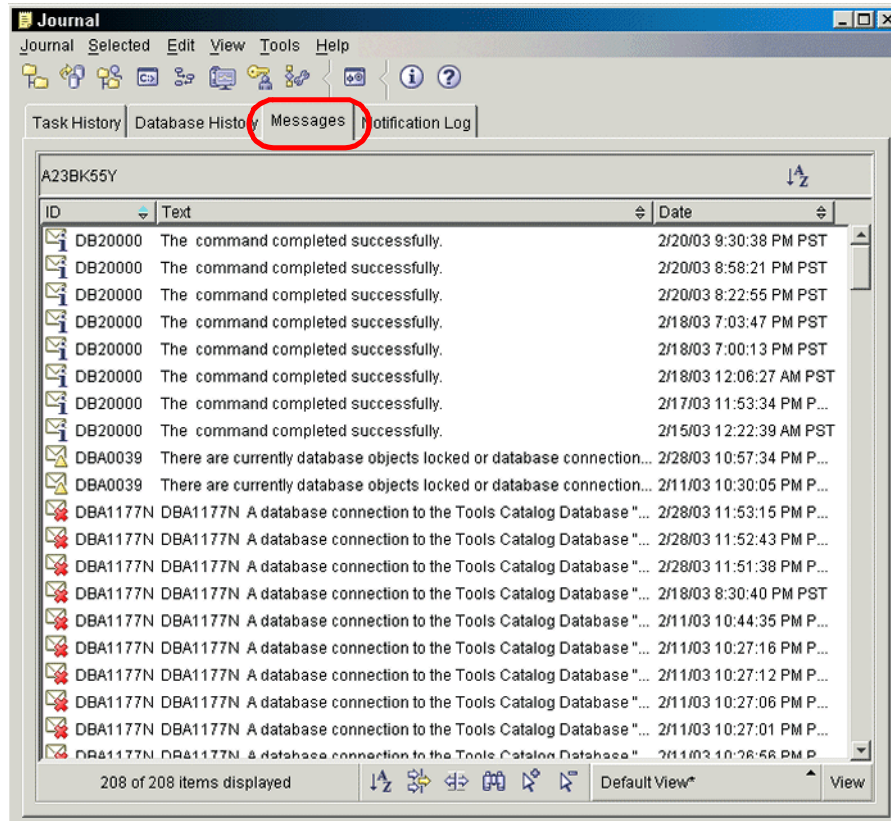 Journal
Journal Selected Edit View Tools Help
Task History Database History Messages Notification Log
A23BK55Y
ID Text Date
DB20000 The command completed successfully. 2/20/03 9:30:38 PM PST
DB20000 The command completed successfully. 2/20/03 8:58:21 PM PST
DB20000 The command completed successfully. 2/20/03 8:22:55 PM PST
DB20000 The command completed successfully. 2/18/03 7:03:47 PM PST
DB20000 The command completed successfully. 2/18/03 7:00:13 PM PST
DB20000 The command completed successfully. 2/18/03 12:06:27 AM PST
DB20000 The command completed successfully. 2/17/03 11:53:34 PM P...
DB20000 The command completed successfully. 2/15/03 12:22:39 AM PST
DBA0039 There are currently database objects locked or database connection... 2/28/03 10:57:34 PM P...
DBA0039 There are currently database objects locked or database connection... 2/11/03 10:30:05 PM P...
DBA1177N DBA1177N A database connection to the Tools Catalog Database "... 2/28/03 11:53:15 PM P...
DBA1177N DBA1177N A database connection to the Tools Catalog Database "... 2/28/03 11:52:43 PM P...
DBA1177N DBA1177N A database connection to the Tools Catalog Database "... 2/28/03 11:51:38 PM P...
DBA1177N DBA1177N A database connection to the Tools Catalog Database "... 2/18/03 8:30:40 PM PST
DBA1177N DBA1177N A database connection to the Tools Catalog Database "... 2/11/03 10:44:35 PM P...
DBA1177N DBA1177N A database connection to the Tools Catalog Database "... 2/11/03 10:27:16 PM P...
DBA1177N DBA1177N A database connection to the Tools Catalog Database "... 2/11/03 10:27:12 PM P...
DBA1177N DBA1177N A database connection to the Tools Catalog Database "... 2/11/03 10:27:06 PM P...
DBA1177N DBA1177N A database connection to the Tools Catalog Database "... 2/11/03 10:27:01 PM P...
DBA1177N DBA1177N A database connection to the Tools Catalog Database "... 2/11/03 10:26:56 PM P...
208 of 208 items displayed Default View* View